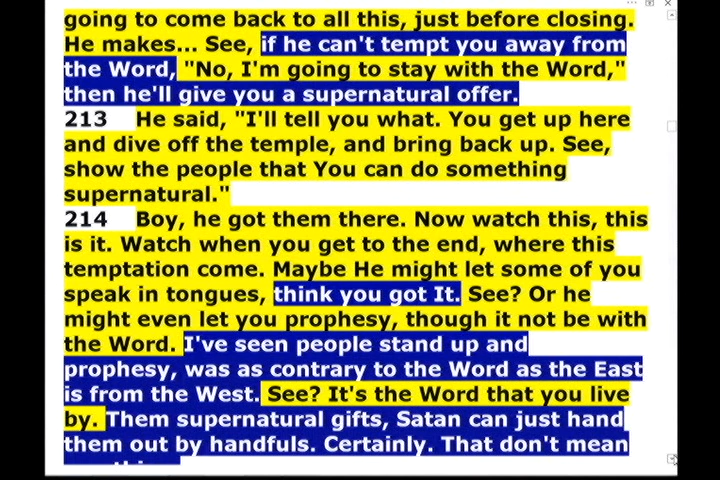 going to come back to all this, just before closing.
He makes... See, if he can't tempt you away from
the Word, "No, I'm going to stay with the Word,"
then he'll give you a supernatural offer.
213 He said, "I'll tell you what. You get up here
and dive off the temple, and bring back up. See,
show the people that You can do something
supernatural."
214 Boy, he got them there. Now watch this, this
is it. Watch when you get to the end, where this
temptation come. Maybe He might let some of you
speak in tongues, think you got It. See? Or he
might even let you prophesy, though it not be with
the Word. I've seen people stand up and
prophesy, was as contrary to the Word as the East
is from the West. See? It's the Word that you live
by. Them supernatural gifts, Satan can just hand
them out by handfuls. Certainly. That don't mean